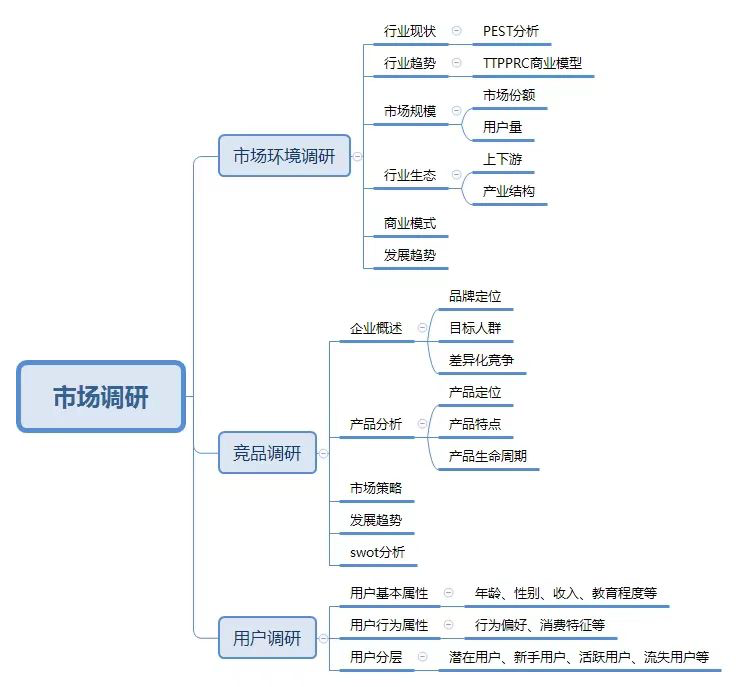 市场调研
市场环境调研
行业现状
PEST分析
行业趋势
TTPPRC商业模型
市场规模
市场份额
用户量
行业生态
上下游
产业结构
商业模式
发展趋势
竞品调研
企业概述
品牌定位
目标人群
差异化竞争
产品分析
产品定位
产品特点
产品生命周期
市场策略
发展趋势
swot分析
用户调研
用户基本属性
年龄、性别、收入、教育程度等
用户行为属性
行为偏好、消费特征等
用户分层
潜在用户、新手用户、活跃用户、流失用户等